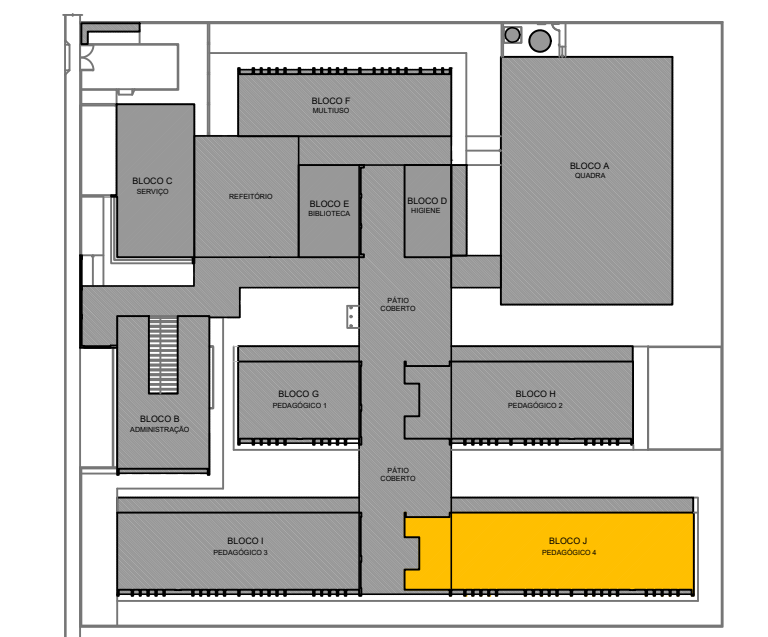 BLOCO F
MULTIUSO
BLOCO A
QUADRA
BLOCO C
SERVIÇO
REFEITÓRIO
BLOCO E
BIBLIOTECA
BLOCO D
HIGIENE
PÁTIO
COBERTO
BLOCO G
PEDAGÓGICO 1
BLOCO H
PEDAGÓGICO 2
BLOCO B
ADMINISTRAÇÃO
PÁTIO
COBERTO
BLOCO I
PEDAGÓGICO 3
BLOCO J
PEDAGÓGICO 4